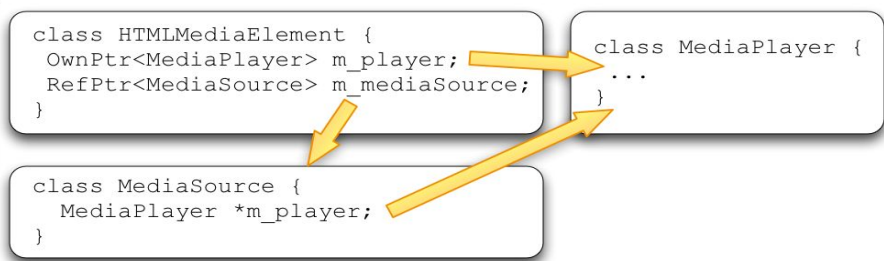 class HTMLMediaElement {
OwnPtr<MediaPlayer> m_player;
RefPtr<MediaSource> m_mediaSource;
}
class MediaPlayer {
...
}
class MediaSource {
MediaPlayer *m_player;
}